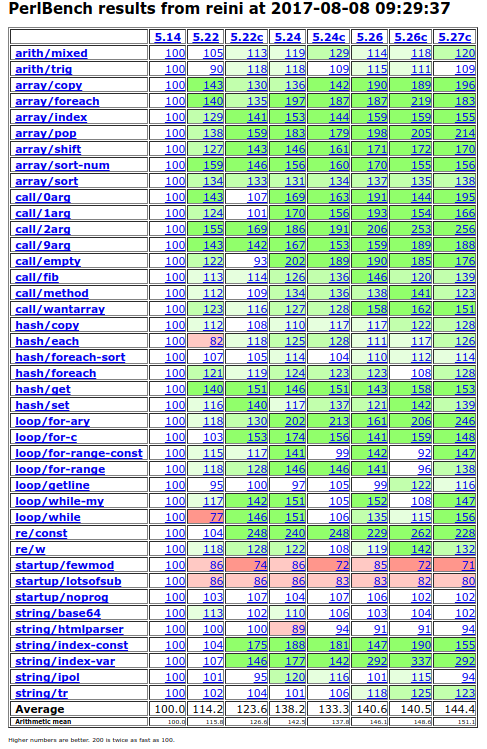 PerlBench results from reini at 2017-08-08 09:29:37
5.14 5.22 5.22c 5.24 5.24c 5.26 5.26c 5.27c
arith/mixed 100 105 113 119 129 114 118 120
arith/trig 100 90 118 118 109 115 111 109
array/copy 100 143 130 136 142 190 189 196
array/foreach 100 140 135 197 187 187 219 183
array/index 100 129 141 153 144 159 159 155
array/pop 100 138 159 183 179 198 205 214
array/shift 100 127 143 146 161 171 172 170
array/sort-num 100 159 146 156 160 170 155 156
array/sort 100 134 133 131 134 137 135 138
call/0arg 100 143 107 169 163 191 144 195
call/1arg 100 124 101 170 156 193 154 166
call/2arg 100 155 169 186 191 206 253 256
call/9arg 100 143 142 167 153 159 189 188
call/empty 100 122 93 202 189 190 185 176
call/fib 100 113 114 126 136 146 120 139
call/method 100 112 109 134 136 138 141 123
call/wantarray 100 123 116 127 128 158 162 151
hash/copy 100 112 108 110 117 117 122 128
hash/each 100 82 118 125 128 111 117 126
hash/foreach-sort 100 107 105 114 104 110 112 114
hash/foreach 100 121 119 124 123 123 108 128
hash/get 100 140 151 146 151 143 158 153
hash/set 100 116 140 117 137 121 142 139
loop/for-ary 100 118 130 202 213 161 206 246
loop/for-c 100 103 153 174 156 141 159 148
loop/for-range-const 100 115 117 141 99 142 92 147
loop/for-range 100 118 128 146 146 141 96 138
loop/getline 100 95 100 97 105 99 122 116
loop/while-my 100 117 142 151 105 152 108 147
loop/while 100 77 146 151 106 135 115 156
re/const 100 104 248 240 248 229 262 228
re/w 100 118 128 122 108 119 142 132
startup/fewmod 100 86 74 86 72 85 72 71
startup/lotsofsub 100 86 86 86 83 83 82 80
startup/noprog 100 103 107 104 107 106 102 102
string/base64 100 113 102 110 106 103 104 102
string/htmlparser 100 100 100 89 94 91 91 94
string/index-const 100 104 175 188 181 147 190 155
string/index-var 100 107 146 177 142 292 337 292
string/ipol 100 101 95 120 116 101 115 94
string/tr 100 102 104 101 106 118 125 123
Average 100.0 114.2 123.6 138.2 133.3 140.6 140.5 144.4
Arithmetic mean 100.0 115.8 126.6 142.5 137.8 146.1 148.6 151.1
Higher numbers are better. 200 is twice as fast as 100.